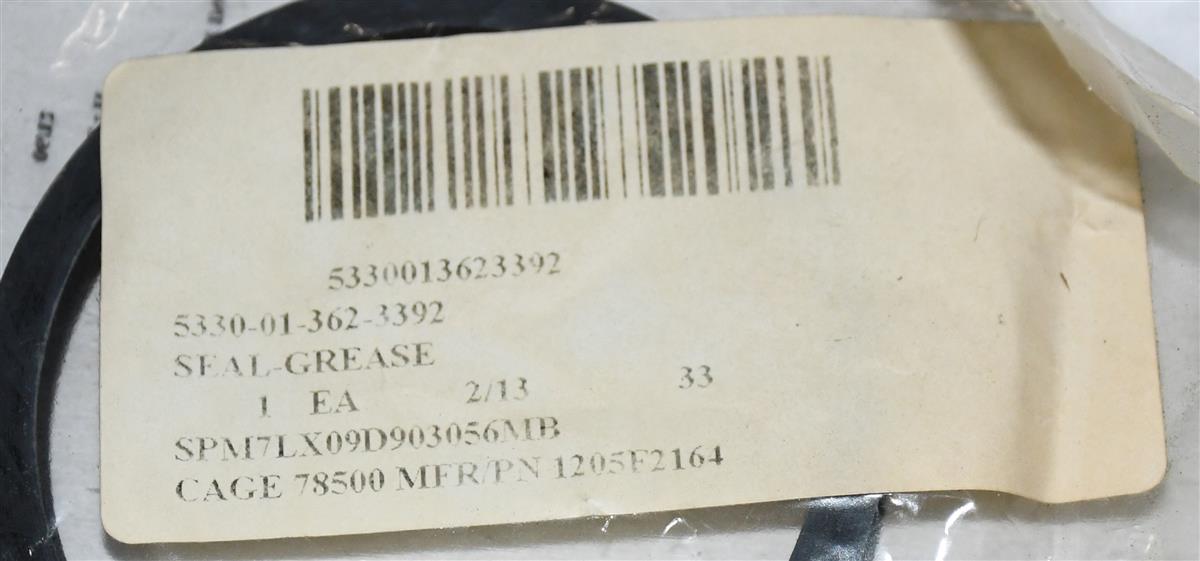 5330013623392
5330-01-362-3392
SEAL-GREASE
1 EA 2/13 33
SPM7LX09D903056MB
CAGE 78500 MFR/PN 1205F2164